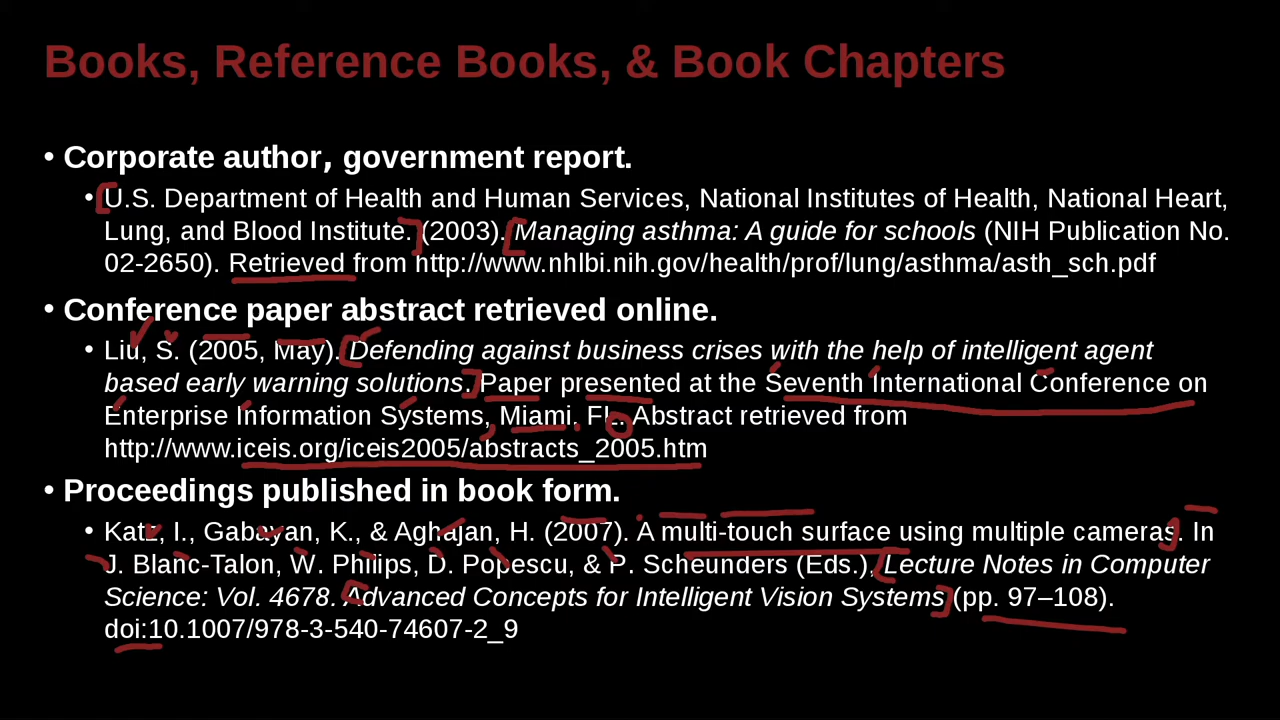 Books, Reference Books, & Book Chapters
• Corporate author, government report.
• U.S. Department of Health and Human Services, National Institutes of Health, National Heart,
Lung, and Blood Institute. (2003). Managing asthma: A guide for schools (NIH Publication No.
02-2650). Retrieved from http://www.nhlbi.nih.gov/health/prof/lung/asthma/asth_sch.pdf
• Conference paper abstract retrieved online.
• Liu, S. (2005, May). Defending against business crises with the help of intelligent agent
based early warning solutions. Paper presented at the Seventh International Conference on
Enterprise Information Systems, Miami. FL. Abstract retrieved from
http://www.iceis.org/iceis2005/abstracts_2005.htm
• Proceedings published in book form.
• Katz, I., Gabayan, K., & Aghajan, H. (2007). A multi-touch surface using multiple cameras. In
J. Blanc-Talon, W. Philips, D. Popescu, & P. Scheunders (Eds.), Lecture Notes in Computer
Science: Vol. 4678. Advanced Concepts for Intelligent Vision Systems (pp. 97–108).
doi:10.1007/978-3-540-74607-2_9